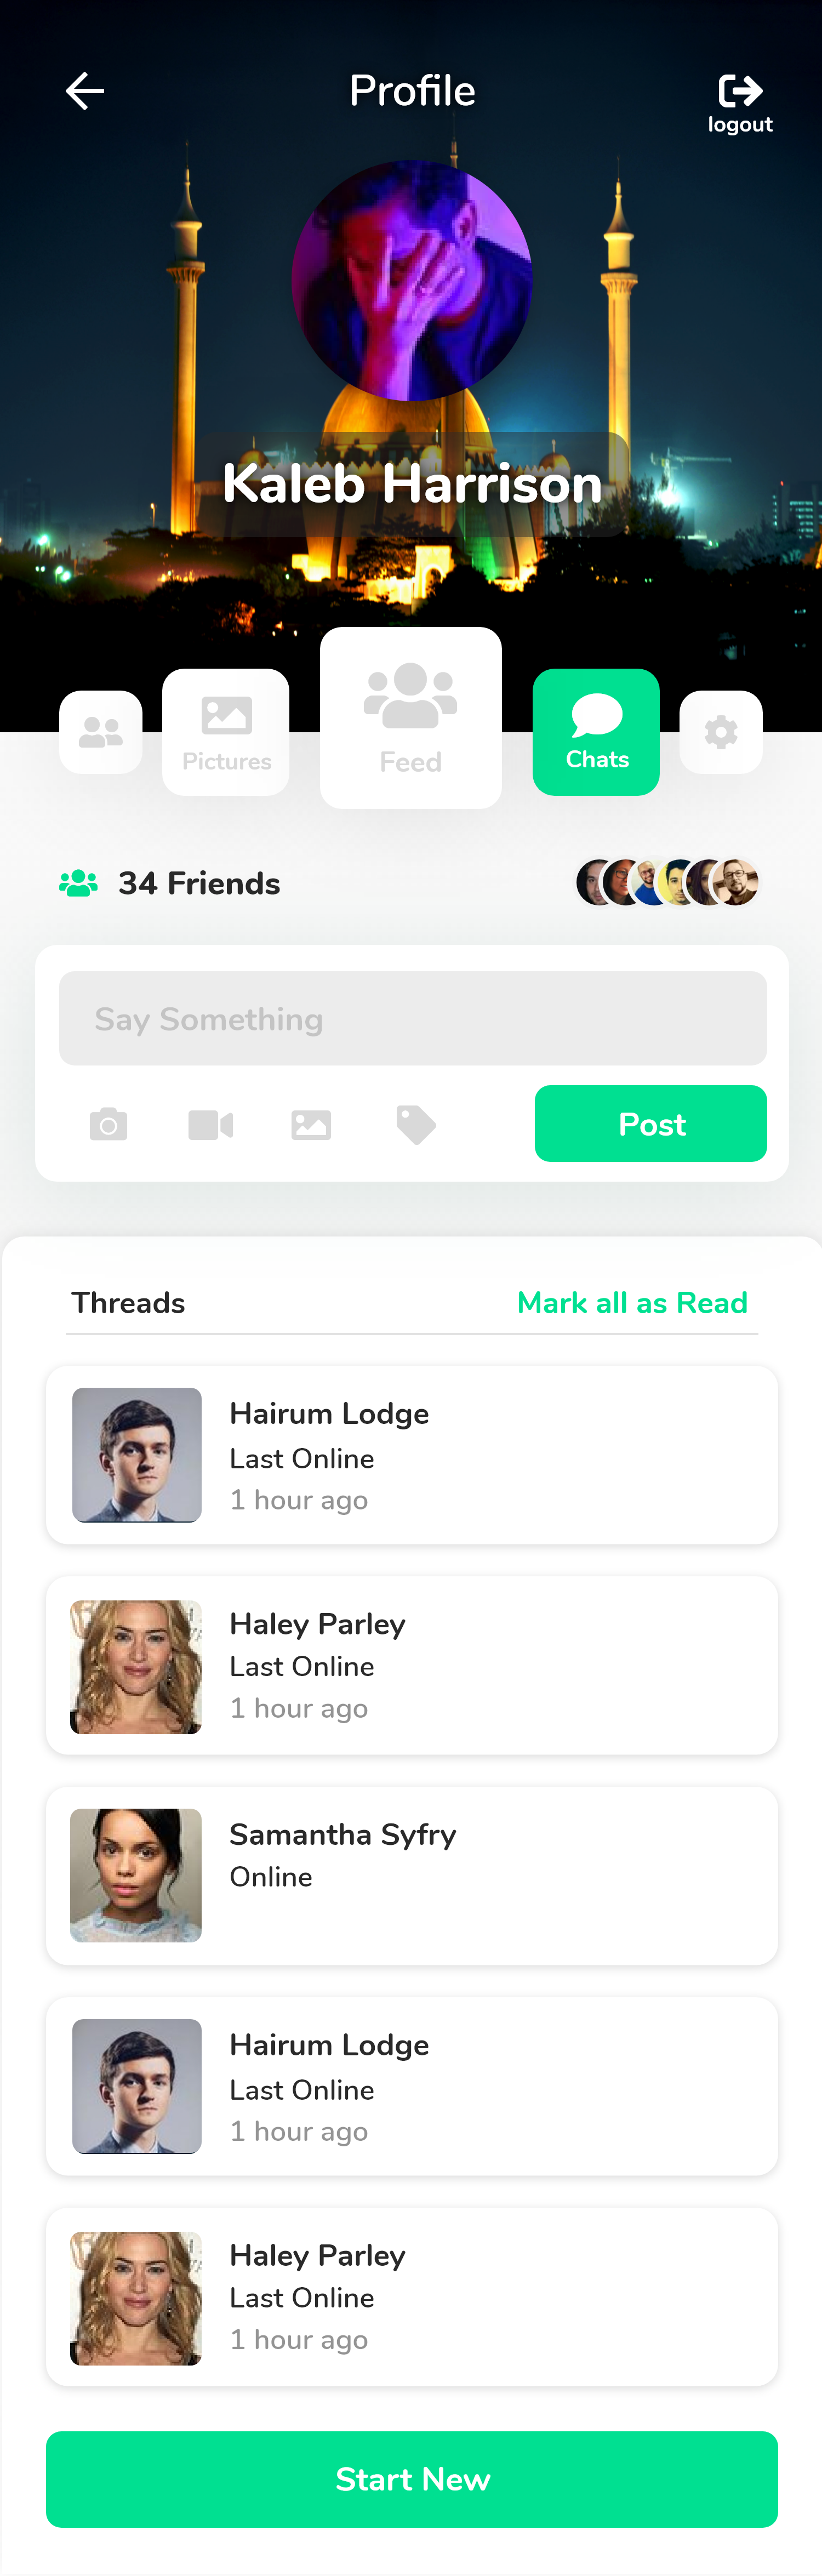 Profile
logout
Kaleb Harrison
Pictures
Feed
Chats
34 Friends
Say Something
Post
Threads
Mark all as Read
Hairum Lodge
Last Online
1 hour ago
Haley Parley
Last Online
1 hour ago
Samantha Syfry
Online
Hairum Lodge
Last Online
1 hour ago
Haley Parley
Last Online
1 hour ago
Start New